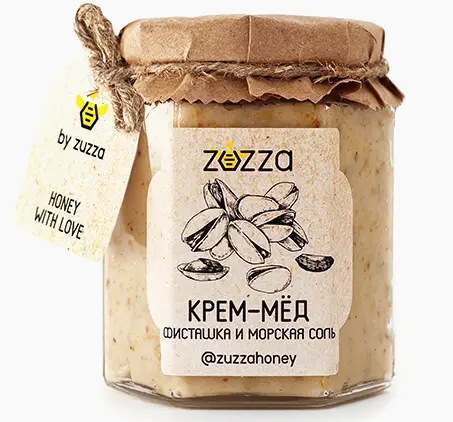 by zuzza
HONEY
WITH LOVE
zuzza
КРЕМ-МЁД
ФИСТАШКА И МОРСКАЯ СОЛЬ
@zuzzahoney